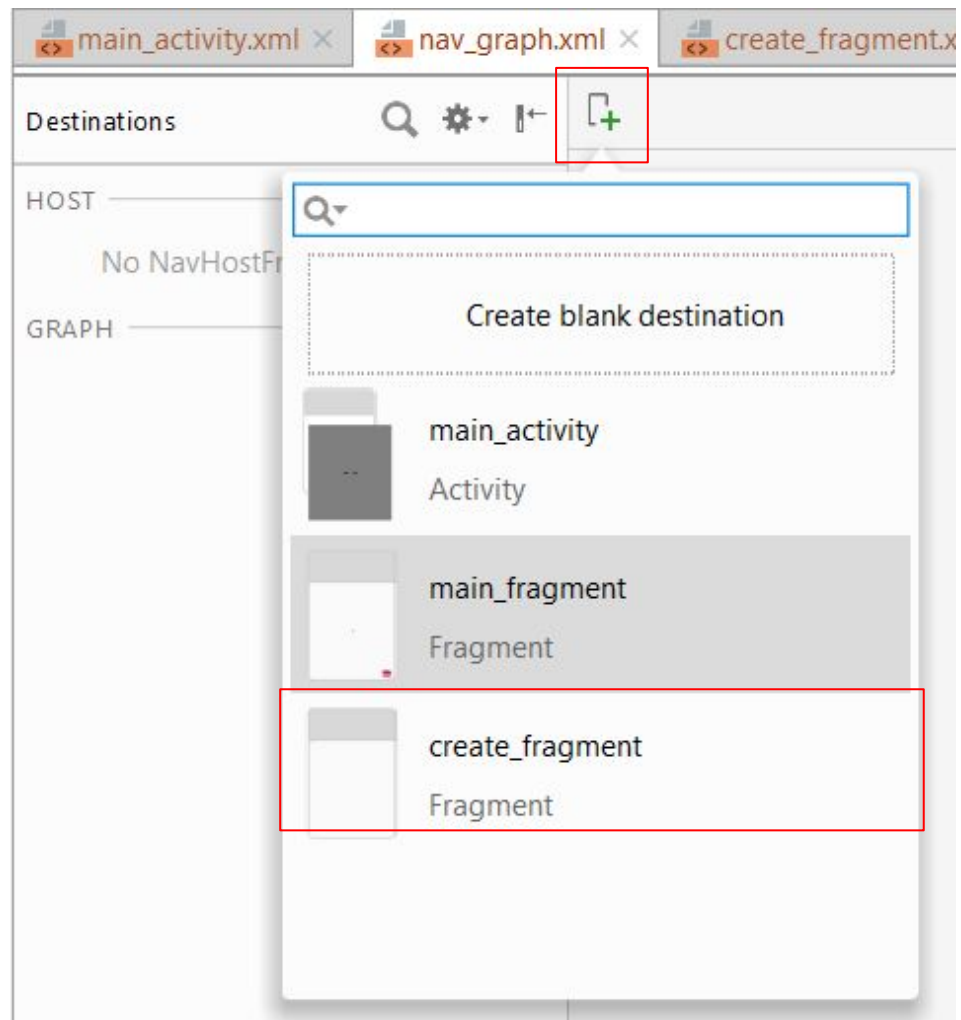 main_activity.xml
nav_graph.xml
create_fragment.x
Destinations
HOST
No NavHostFr
GRAPH
Create blank destination
main_activity
Activity
main_fragment
Fragment
create_fragment
Fragment